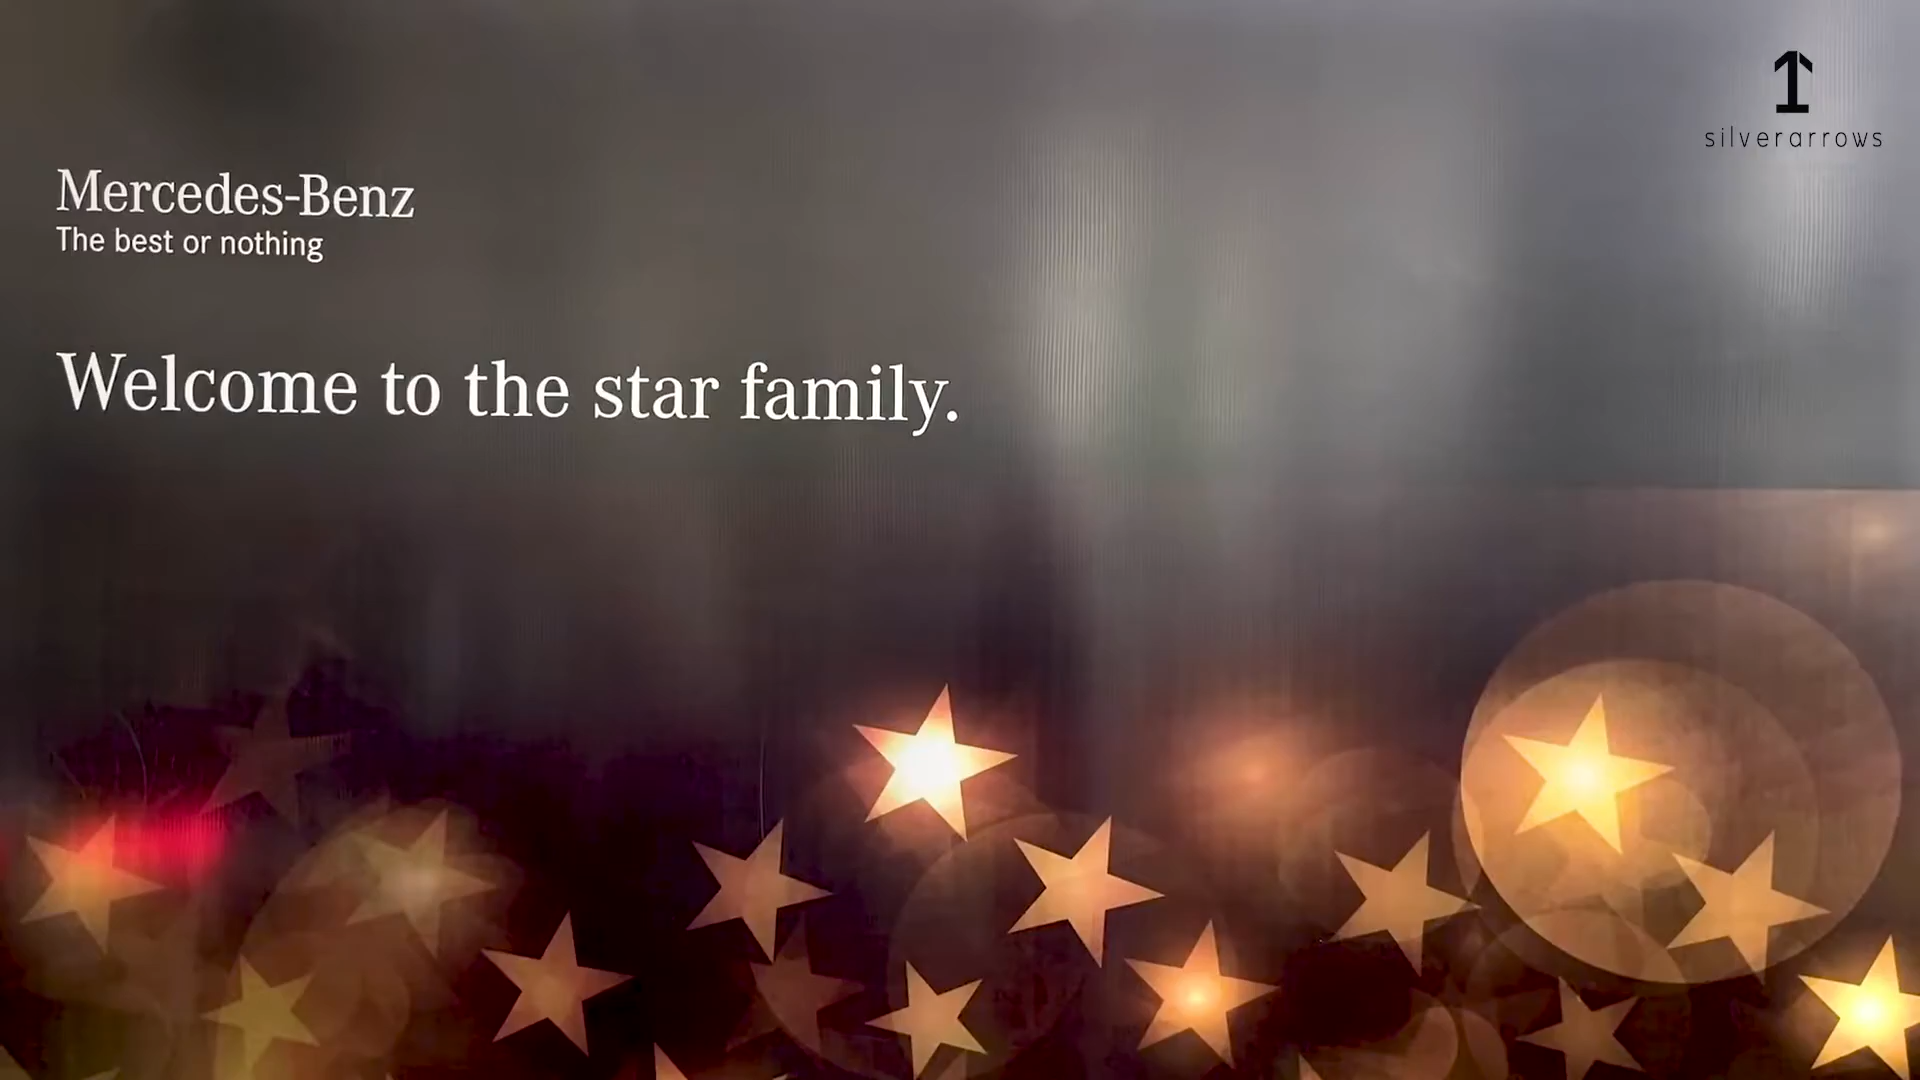 Mercedes-Benz
The best or nothing
Welcome to the star family.
silverarrows